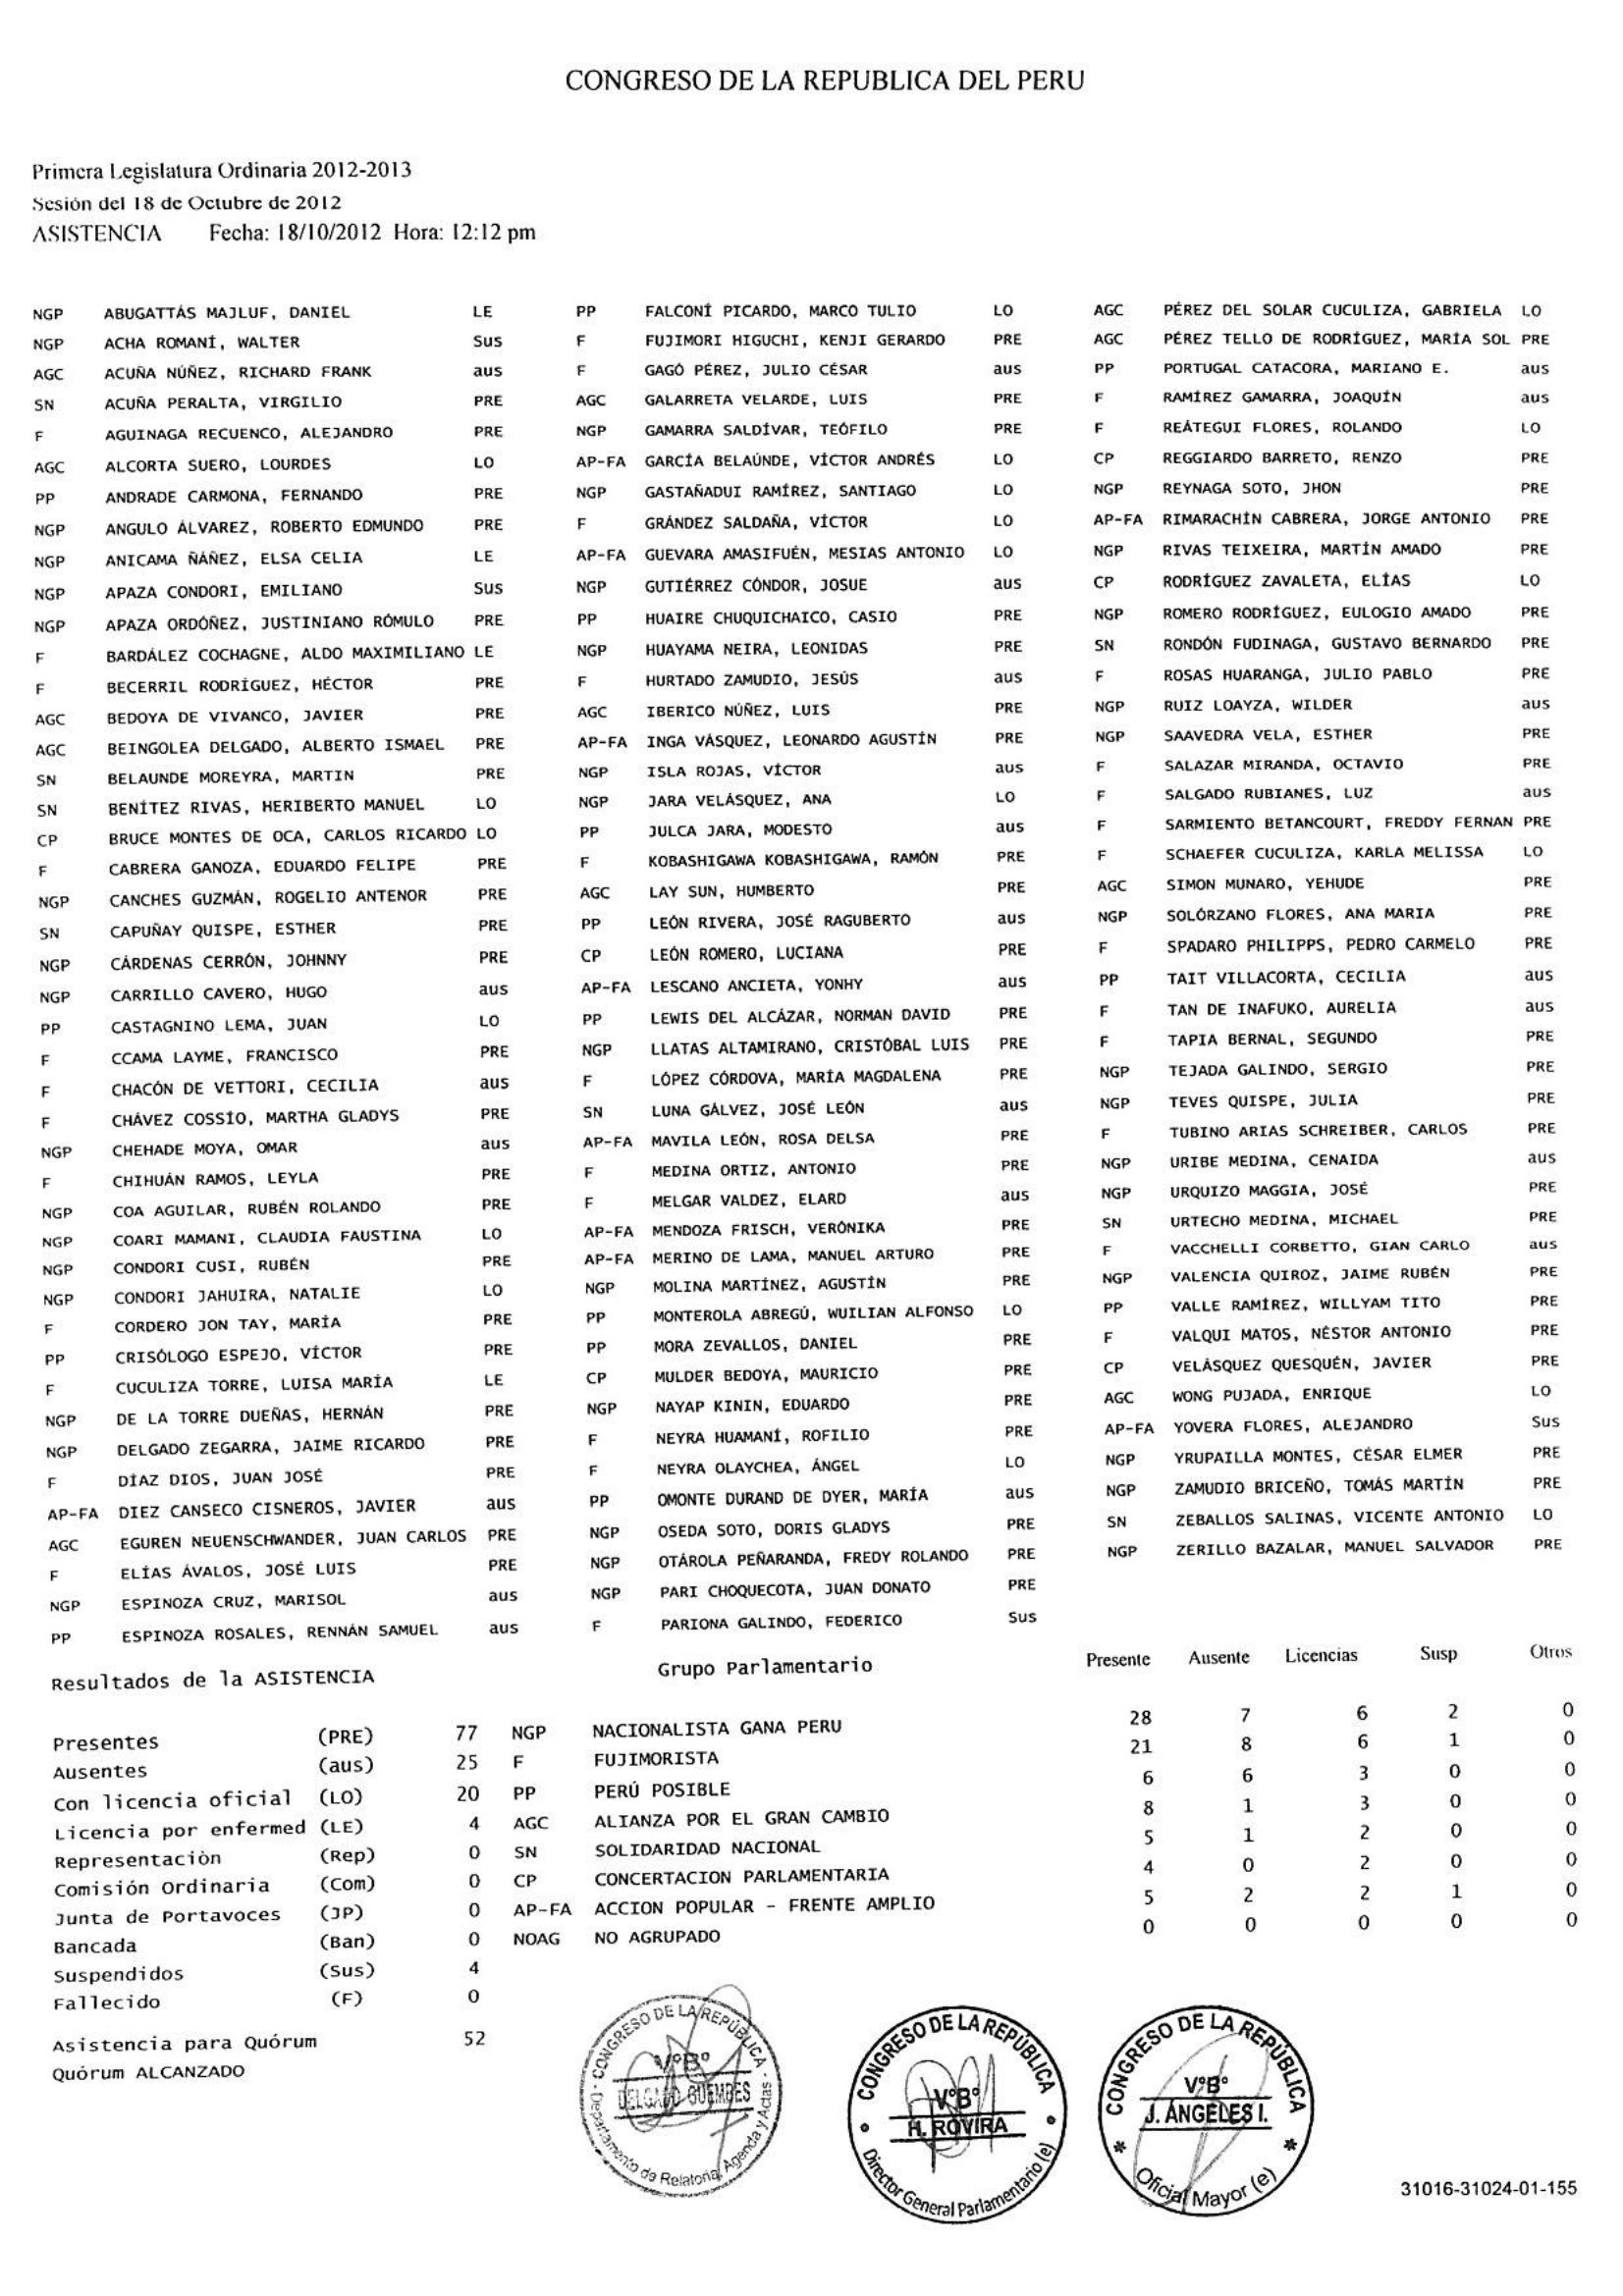 CONGRESO DE LA REPUBLICA DEL PERU
Primera Legislatura Ordinaria 2012-2013
Sesión del 18 de Octubre de 2012
ASISTENCIA Fecha: 18/10/2012 Hora: 12:12 pm
NGP ABUGATTÁS MAJLUF, DANIEL LE
NGP ACHA ROMANÍ, WALTER Sus
AGC ACUÑA NÚÑEZ, RICHARD FRANK aus
SN ACUÑA PERALTA, VIRGILIO PRE
F AGUINAGA RECUENCO, ALEJANDRO PRE
AGC ALCORTA SUERO, LOURDES LO
PP ANDRADE CARMONA, FERNANDO PRE
NGP ANGULO ÁLVAREZ, ROBERTO EDMUNDO PRE
NGP ANICAMA ÑÁÑEZ, ELSA CELIA LE
NGP APAZA CONDORI, EMILIANO Sus
NGP APAZA ORDÓÑEZ, JUSTINIANO RÓMULO PRE
F BARDÁLEZ COCHAGNE, ALDO MAXIMILIANO LE
F BECERRIL RODRÍGUEZ, HÉCTOR PRE
AGC BEDOYA DE VIVANCO, JAVIER PRE
AGC BEINGOLEA DELGADO, ALBERTO ISMAEL PRE
SN BELAUNDE MOREYRA, MARTIN PRE
SN BENÍTEZ RIVAS, HERIBERTO MANUEL LO
CP BRUCE MONTES DE OCA, CARLOS RICARDO LO
F CABRERA GANOZA, EDUARDO FELIPE PRE
NGP CANCHES GUZMÁN, ROGELIO ANTENOR PRE
SN CAPUÑAY QUISPE, ESTHER PRE
NGP CÁRDENAS CERRÓN, JOHNNY PRE
NGP CARRILLO CAVERO, HUGO aus
PP CASTAGNINO LEMA, JUAN LO
F CCAMA LAYME, FRANCISCO PRE
F CHACÓN DE VETTORI, CECILIA aus
F CHÁVEZ COSSÍO, MARTHA GLADYS PRE
NGP CHEHADE MOYA, OMAR aus
F CHIHUÁN RAMOS, LEYLA PRE
NGP COA AGUILAR, RUBÉN ROLANDO PRE
NGP COARI MAMANI, CLAUDIA FAUSTINA LO
NGP CONDORI CUSI, RUBÉN PRE
NGP CONDORI JAHUIRA, NATALIE LO
F CORDERO JON TAY, MARÍA PRE
PP CRISÓLOGO ESPEJO, VÍCTOR PRE
F CUCULIZA TORRE, LUISA MARÍA LE
NGP DE LA TORRE DUEÑAS, HERNÁN PRE
NGP DELGADO ZEGARRA, JAIME RICARDO PRE
F DÍAZ DIOS, JUAN JOSÉ PRE
AP-FA DIEZ CANSECO CISNEROS, JAVIER aus
AGC EGUREN NEUENSCHWANDER, JUAN CARLOS PRE
F ELÍAS ÁVALOS, JOSÉ LUIS PRE
NGP ESPINOZA CRUZ, MARISOL aus
PP ESPINOZA ROSALES, RENNÁN SAMUEL aus
PP FALCONÍ PICARDO, MARCO TULIO LO
F FUJIMORI HIGUCHI, KENJI GERARDO PRE
F GAGÓ PÉREZ, JULIO CÉSAR aus
AGC GALARRETA VELARDE, LUIS PRE
NGP GAMARRA SALDÍVAR, TEÓFILO PRE
AP-FA GARCÍA BELAÚNDE, VÍCTOR ANDRÉS LO
NGP GASTAÑADUI RAMÍREZ, SANTIAGO LO
F GRÁNDEZ SALDAÑA, VÍCTOR LO
AP-FA GUEVARA AMASIFUÉN, MESIAS ANTONIO LO
NGP GUTIÉRREZ CÓNDOR, JOSUE aus
PP HUAIRE CHUQUICHAICO, CASIO PRE
NGP HUAYAMA NEIRA, LEONIDAS PRE
F HURTADO ZAMUDIO, JESÚS aus
AGC IBERICO NÚÑEZ, LUIS PRE
AP-FA INGA VÁSQUEZ, LEONARDO AGUSTÍN PRE
NGP ISLA ROJAS, VÍCTOR aus
NGP JARA VELÁSQUEZ, ANA LO
PP JULCA JARA, MODESTO aus
F KOBASHIGAWA KOBASHIGAWA, RAMÓN PRE
AGC LAY SUN, HUMBERTO PRE
PP LEÓN RIVERA, JOSÉ RAGUBERTO aus
CP LEÓN ROMERO, LUCIANA PRE
AP-FA LESCANO ANCIETA, YONHY aus
PP LEWIS DEL ALCÁZAR, NORMAN DAVID PRE
NGP LLATAS ALTAMIRANO, CRISTÓBAL LUIS PRE
F LÓPEZ CÓRDOVA, MARÍA MAGDALENA PRE
SN LUNA GÁLVEZ, JOSÉ LEÓN aus
AP-FA MAVILA LEÓN, ROSA DELSA PRE
F MEDINA ORTIZ, ANTONIO PRE
F MELGAR VALDEZ, ELARD aus
AP-FA MENDOZA FRISCH, VERÓNIKA PRE
AP-FA MERINO DE LAMA, MANUEL ARTURO PRE
NGP MOLINA MARTÍNEZ, AGUSTÍN PRE
PP MONTEROLA ABREGÚ, WUILIAN ALFONSO LO
PP MORA ZEVALLOS, DANIEL PRE
CP MULDER BEDOYA, MAURICIO PRE
NGP NAYAP KININ, EDUARDO PRE
F NEYRA HUAMANÍ, ROFILIO PRE
F NEYRA OLAYCHEA, ÁNGEL LO
PP OMONTE DURAND DE DYER, MARÍA aus
NGP OSEDA SOTO, DORIS GLADYS PRE
NGP OTÁROLA PEÑARANDA, FREDY ROLANDO PRE
NGP PARI CHOQUECOTA, JUAN DONATO PRE
F PARIONA GALINDO, FEDERICO Sus
AGC PÉREZ DEL SOLAR CUCULIZA, GABRIELA LO
AGC PÉREZ TELLO DE RODRÍGUEZ, MARÍA SOL PRE
PP PORTUGAL CATACORA, MARIANO E. aus
F RAMÍREZ GAMARRA, JOAQUÍN aus
F REÁTEGUI FLORES, ROLANDO LO
CP REGGIARDO BARRETO, RENZO PRE
NGP REYNAGA SOTO, JHON PRE
AP-FA RIMARACHÍN CABRERA, JORGE ANTONIO PRE
NGP RIVAS TEIXEIRA, MARTÍN AMADO PRE
CP RODRÍGUEZ ZAVALETA, ELÍAS LO
NGP ROMERO RODRÍGUEZ, EULOGIO AMADO PRE
SN RONDÓN FUDINAGA, GUSTAVO BERNARDO PRE
F ROSAS HUARANGA, JULIO PABLO PRE
NGP RUIZ LOAYZA, WILDER aus
NGP SAAVEDRA VELA, ESTHER PRE
F SALAZAR MIRANDA, OCTAVIO PRE
F SALGADO RUBIANES, LUZ aus
F SARMIENTO BETANCOURT, FREDDY FERNAN PRE
F SCHAEFER CUCULIZA, KARLA MELISSA LO
AGC SIMON MUNARO, YEHUDE PRE
NGP SOLÓRZANO FLORES, ANA MARIA PRE
F SPADARO PHILIPPS, PEDRO CARMELO PRE
PP TAIT VILLACORTA, CECILIA aus
F TAN DE INAFUKO, AURELIA aus
F TAPIA BERNAL, SEGUNDO PRE
NGP TEJADA GALINDO, SERGIO PRE
NGP TEVES QUISPE, JULIA PRE
F TUBINO ARIAS SCHREIBER, CARLOS PRE
NGP URIBE MEDINA, CENAIDA aus
NGP URQUIZO MAGGIA, JOSÉ PRE
SN URTECHO MEDINA, MICHAEL PRE
F VACCHELLI CORBETTO, GIAN CARLO aus
NGP VALENCIA QUIROZ, JAIME RUBÉN PRE
PP VALLE RAMÍREZ, WILLYAM TITO PRE
F VALQUI MATOS, NÉSTOR ANTONIO PRE
CP VELÁSQUEZ QUESQUÉN, JAVIER PRE
AGC WONG PUJADA, ENRIQUE LO
AP-FA YOVERA FLORES, ALEJANDRO Sus
NGP YRUPAILLA MONTES, CÉSAR ELMER PRE
NGP ZAMUDIO BRICEÑO, TOMÁS MARTÍN PRE
SN ZEBALLOS SALINAS, VICENTE ANTONIO LO
NGP ZERILLO BAZALAR, MANUEL SALVADOR PRE
Resultados de la ASISTENCIA
Presentes (PRE) 77
Ausentes (aus) 25
Con licencia oficial (LO) 20
Licencia por enfermed (LE) 4
Representación (Rep) 0
Comisión Ordinaria (Com) 0
Junta de Portavoces (JP) 0
Bancada (Ban) 0
Suspendidos (Sus) 4
Fallecido (F) 0
Asistencia para Quórum 52
Quórum ALCANZADO
Grupo Parlamentario Presente Ausente Licencias Susp Otros
NGP NACIONALISTA GANA PERU 28 7 6 2 0
F FUJIMORISTA 21 8 6 1 0
PP PERÚ POSIBLE 6 6 3 0 0
AGC ALIANZA POR EL GRAN CAMBIO 8 1 3 0 0
SN SOLIDARIDAD NACIONAL 5 1 2 0 0
CP CONCERTACION PARLAMENTARIA 4 0 2 0 0
AP-FA ACCION POPULAR - FRENTE AMPLIO 5 2 2 1 0
NOAG NO AGRUPADO 0 0 0 0 0
CONGRESO DE LA REPÚBLICA
V°B°
DELGADO GUEMBES
Departamento de Relatoria, Agenda y Actas
CONGRESO DE LA REPÚBLICA
V°B°
H. ROVIRA
Director General Parlamentario (e)
CONGRESO DE LA REPÚBLICA
V°B°
J. ÁNGELES I.
Oficial Mayor (e)
31016-31024-01-155